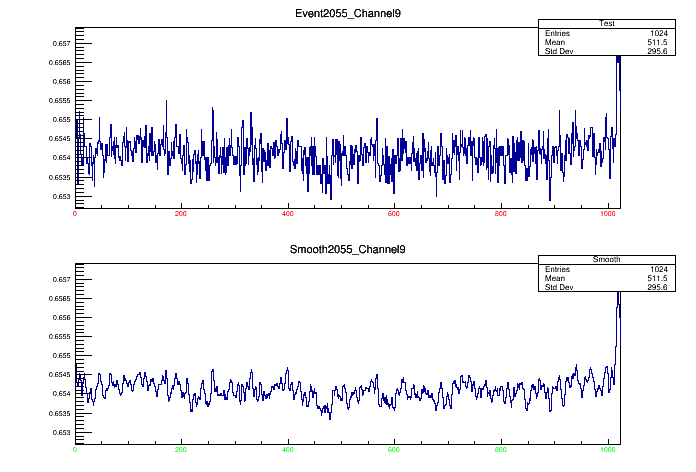 Event2055_Channel9
Test
Entries 1024
Mean 511.5
Std Dev 295.6
0.657
0.6565
0.656
0.6555
0.655
0.6545
0.654
0.6535
0.653
0 200 400 600 800 1000
Smooth2055_Channel9
Smooth
Entries 1024
Mean 511.5
Std Dev 295.6
0.657
0.6565
0.656
0.6555
0.655
0.6545
0.654
0.6535
0.653
0 200 400 600 800 1000